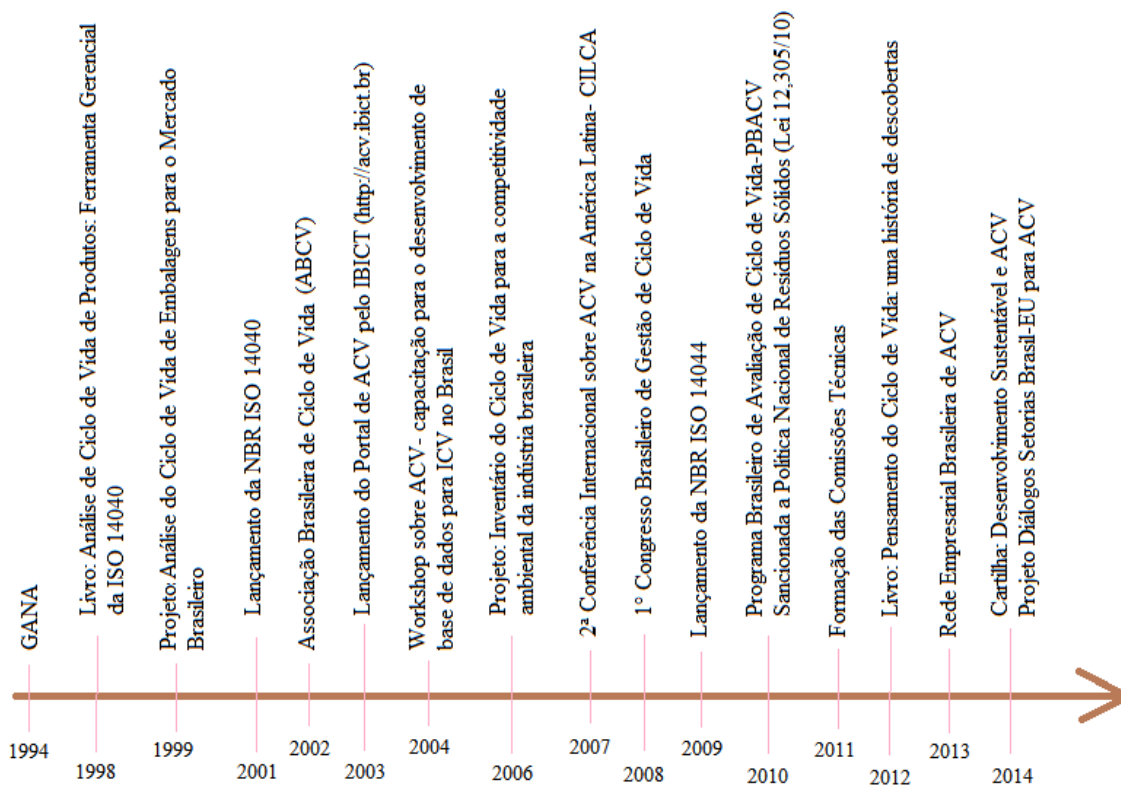 GANA
Livro: Análise de Ciclo de Vida de Produtos: Ferramenta Gerencial
da ISO 14040
Projeto: Análise do Ciclo de Vida de Embalagens para o Mercado
Brasileiro
Lançamento da NBR ISO 14040
Associação Brasileira de Ciclo de Vida (ABCV)
Lançamento do Portal de ACV pelo IBICT (http://acv.ibict.br)
Workshop sobre ACV- capacitação para o desenvolvimento de
base de dados para ICV no Brasil
Projeto: Inventário do Ciclo de Vida para a competitividade
ambiental da indústria brasileira
2ª Conferência Internacional sobre ACV na América Latina- CILCA
1° Congresso Brasileiro de Gestão de Ciclo de Vida
Lançamento da NBR ISO 14044
Programa Brasileiro de Avaliação de Ciclo de Vida-PBACV
Sancionada a Política Nacional de Resíduos Sólidos (Lei 12,305/10)
Formação das Comissões Técnicas
Livro: Pensamento do Ciclo de Vida: uma história de descobertas
Rede Empresarial Brasileira de ACV
Cartilha: Desenvolvimento Sustentável e ACV
Projeto Diálogos Setorias Brasil-EU para ACV
1994
1998
1999
2001
2002
2003
2004
2006
2007
2008
2009
2010
2011
2012
2013
2014